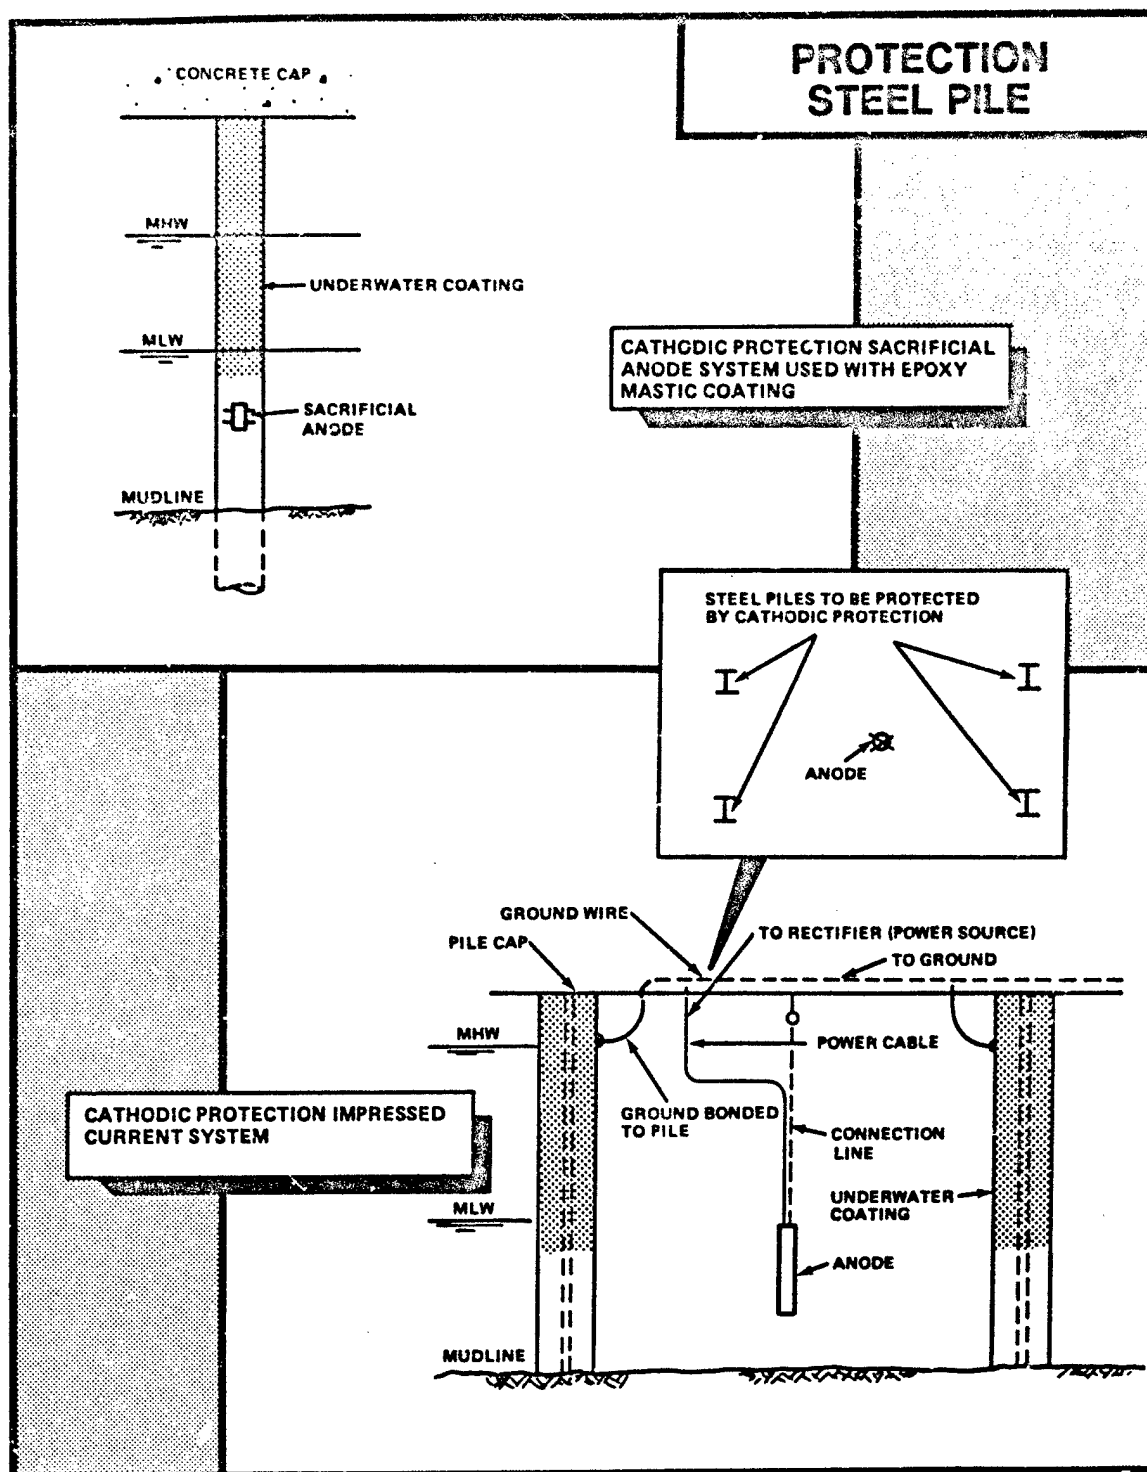 PROTECTION
STEEL PILE
CONCRETE CAP
MHW
UNDERWATER COATING
MLW
SACRIFICIAL
ANODE
MUDLINE
CATHODIC PROTECTION SACRIFICIAL
ANODE SYSTEM USED WITH EPOXY
MASTIC COATING
STEEL PILES TO BE PROTECTED
BY CATHODIC PROTECTION
ANODE
GROUND WIRE
TO RECTIFIER (POWER SOURCE)
PILE CAP
TO GROUND
MHW
POWER CABLE
CATHODIC PROTECTION IMPRESSED
CURRENT SYSTEM
GROUND BONDED
TO PILE
CONNECTION
LINE
MLW
UNDERWATER
COATING
ANODE
MUDLINE